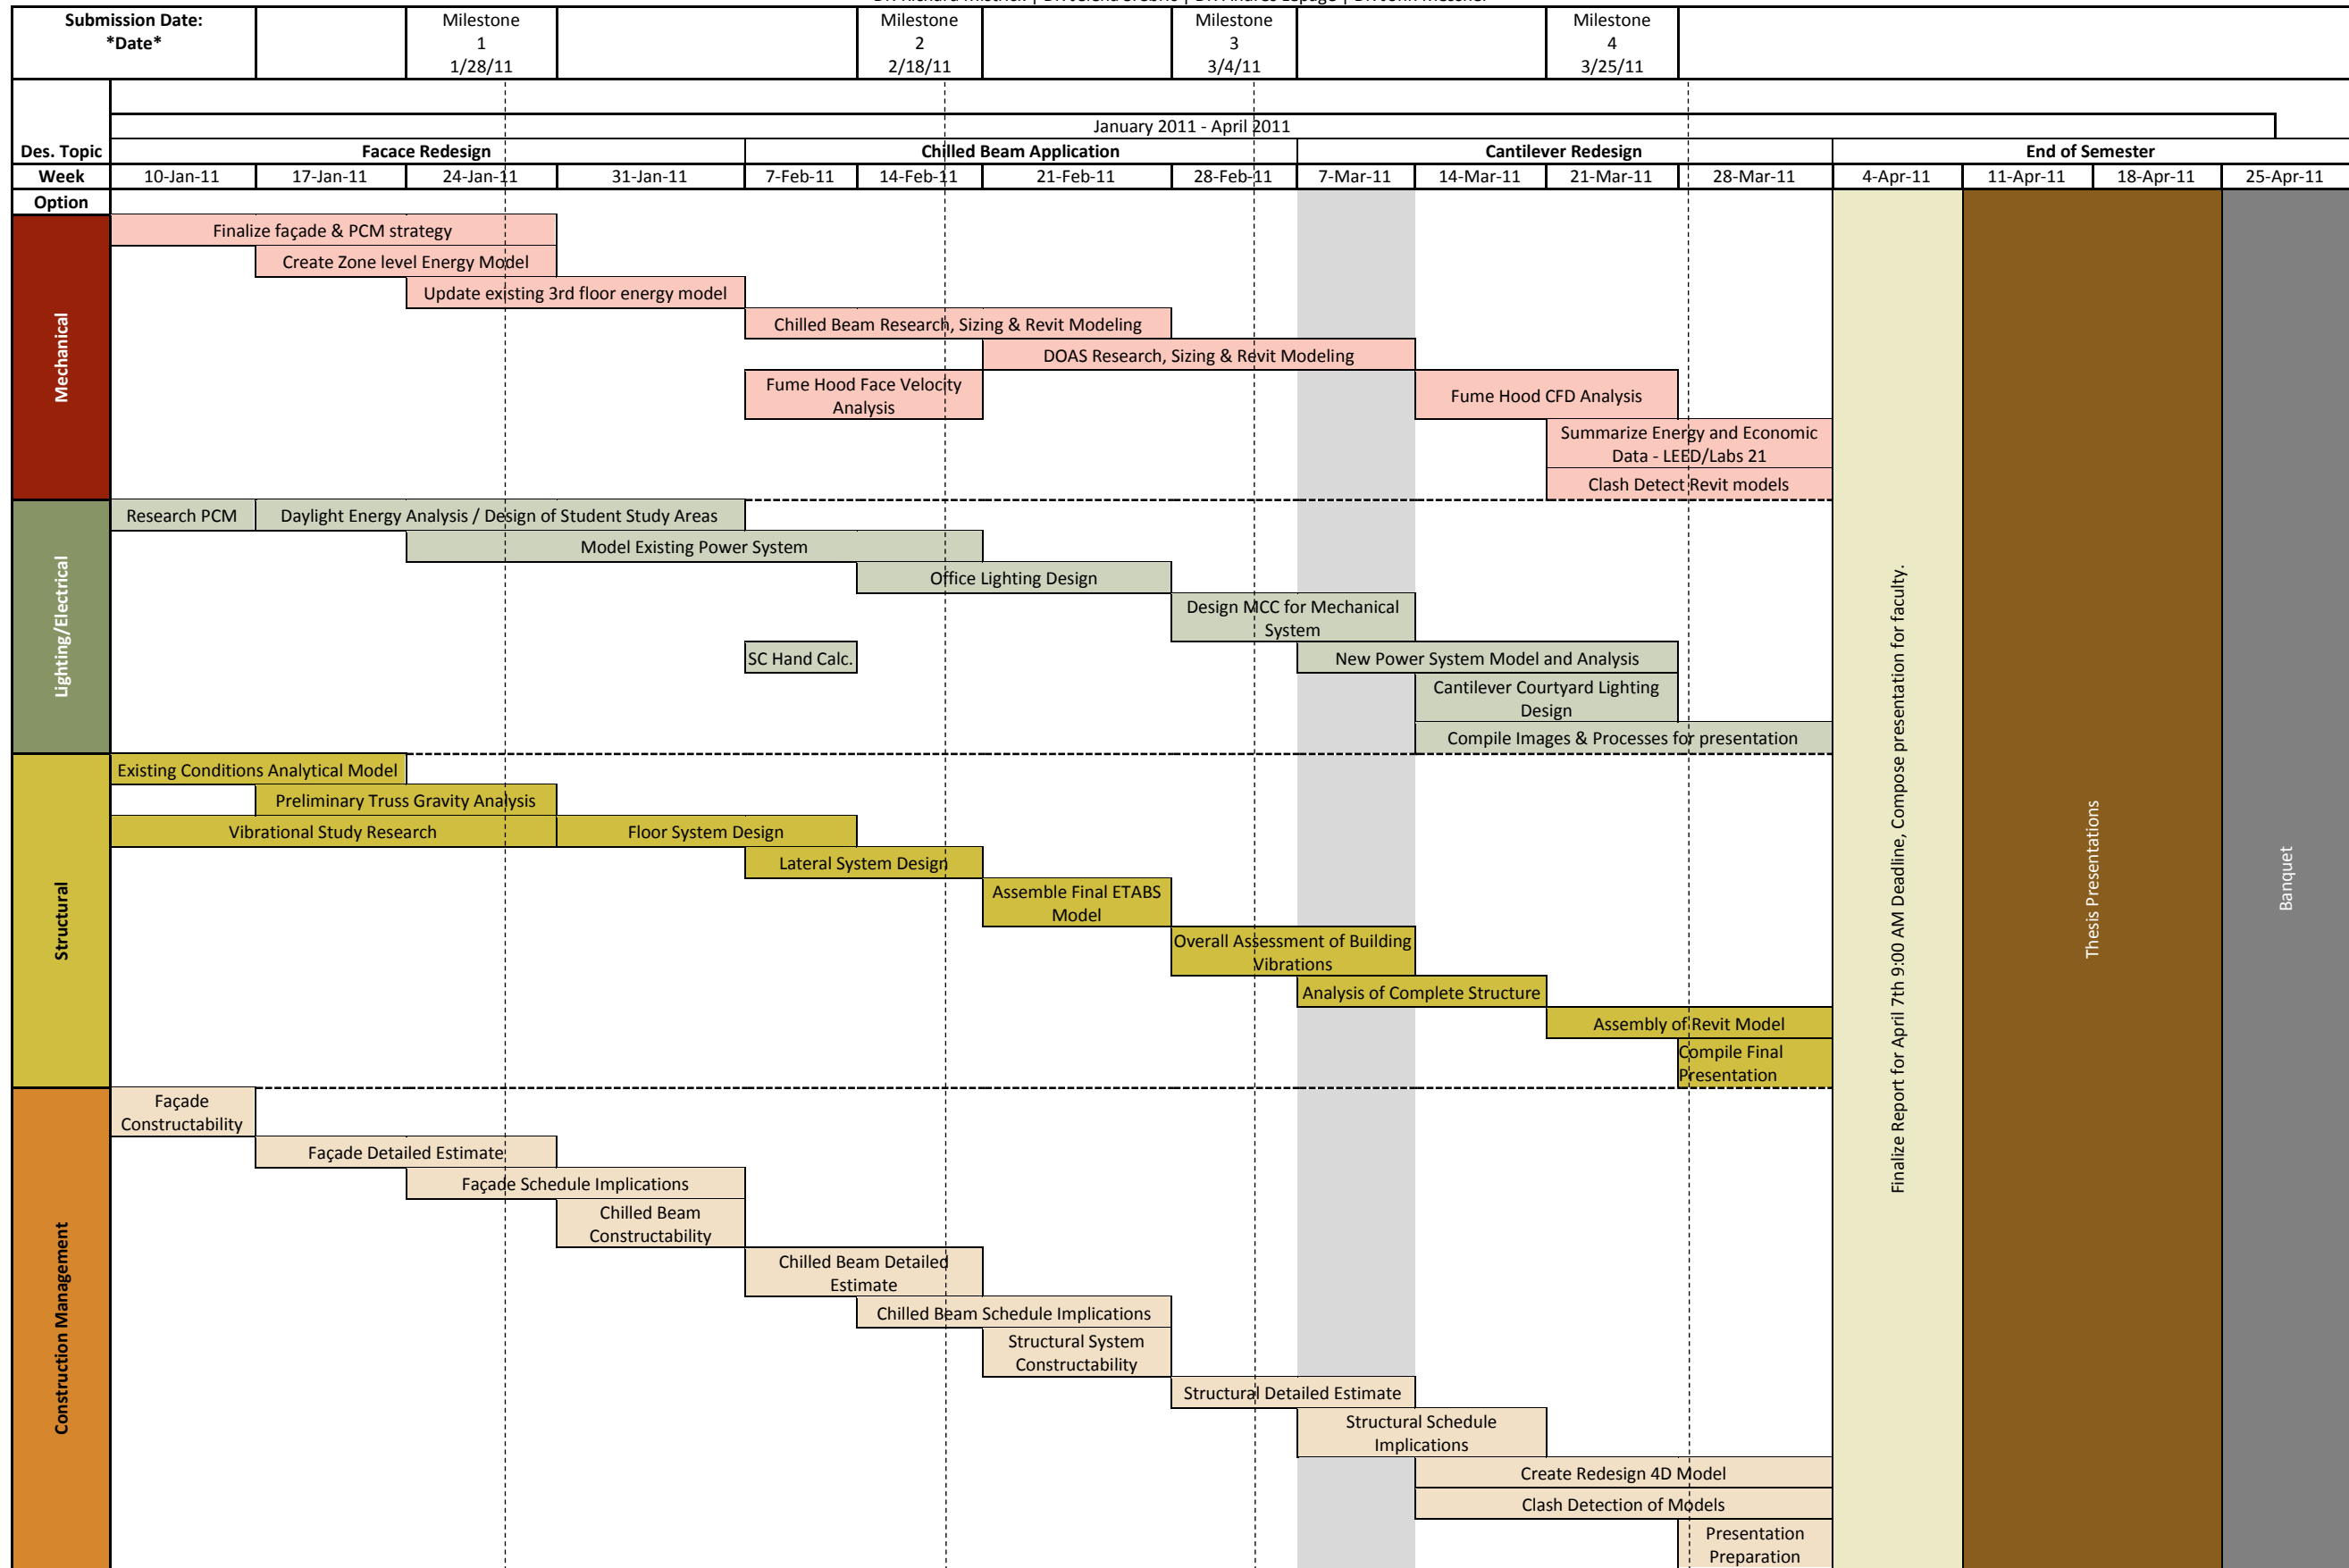 Submission Date:
*Date*
Milestone
1
1/28/11
Milestone
2
2/18/11
Milestone
3
3/4/11
Milestone
4
3/25/11
January 2011 - April 2011
Des. Topic
Facace Redesign
Chilled Beam Application
Cantilever Redesign
End of Semester
Week
10-Jan-11
17-Jan-11
24-Jan-11
31-Jan-11
7-Feb-11
14-Feb-11
21-Feb-11
28-Feb-11
7-Mar-11
14-Mar-11
21-Mar-11
28-Mar-11
4-Apr-11
11-Apr-11
18-Apr-11
25-Apr-11
Option
Mechanical
Finalize façade & PCM strategy
Create Zone level Energy Model
Update existing 3rd floor energy model
Chilled Beam Research, Sizing & Revit Modeling
DOAS Research, Sizing & Revit Modeling
Fume Hood Face Velocity
Analysis
Fume Hood CFD Analysis
Summarize Energy and Economic
Data - LEED/Labs 21
Clash Detect Revit models
Lighting/Electrical
Research PCM
Daylight Energy Analysis / Design of Student Study Areas
Model Existing Power System
Office Lighting Design
Design MCC for Mechanical
System
SC Hand Calc.
New Power System Model and Analysis
Cantilever Courtyard Lighting
Design
Compile Images & Processes for presentation
Structural
Existing Conditions Analytical Model
Preliminary Truss Gravity Analysis
Vibrational Study Research
Floor System Design
Lateral System Design
Assemble Final ETABS
Model
Overall Assessment of Building
Vibrations
Analysis of Complete Structure
Assembly of Revit Model
Compile Final
Presentation
Construction Management
Façade
Constructability
Façade Detailed Estimate
Façade Schedule Implications
Chilled Beam
Constructability
Chilled Beam Detailed
Estimate
Chilled Beam Schedule Implications
Structural System
Constructability
Structural Detailed Estimate
Structural Schedule
Implications
Create Redesign 4D Model
Clash Detection of Models
Presentation
Preparation
Finalize Report for April 7th 9:00 AM Deadline, Compose presentation for faculty.
Thesis Presentations
Banquet